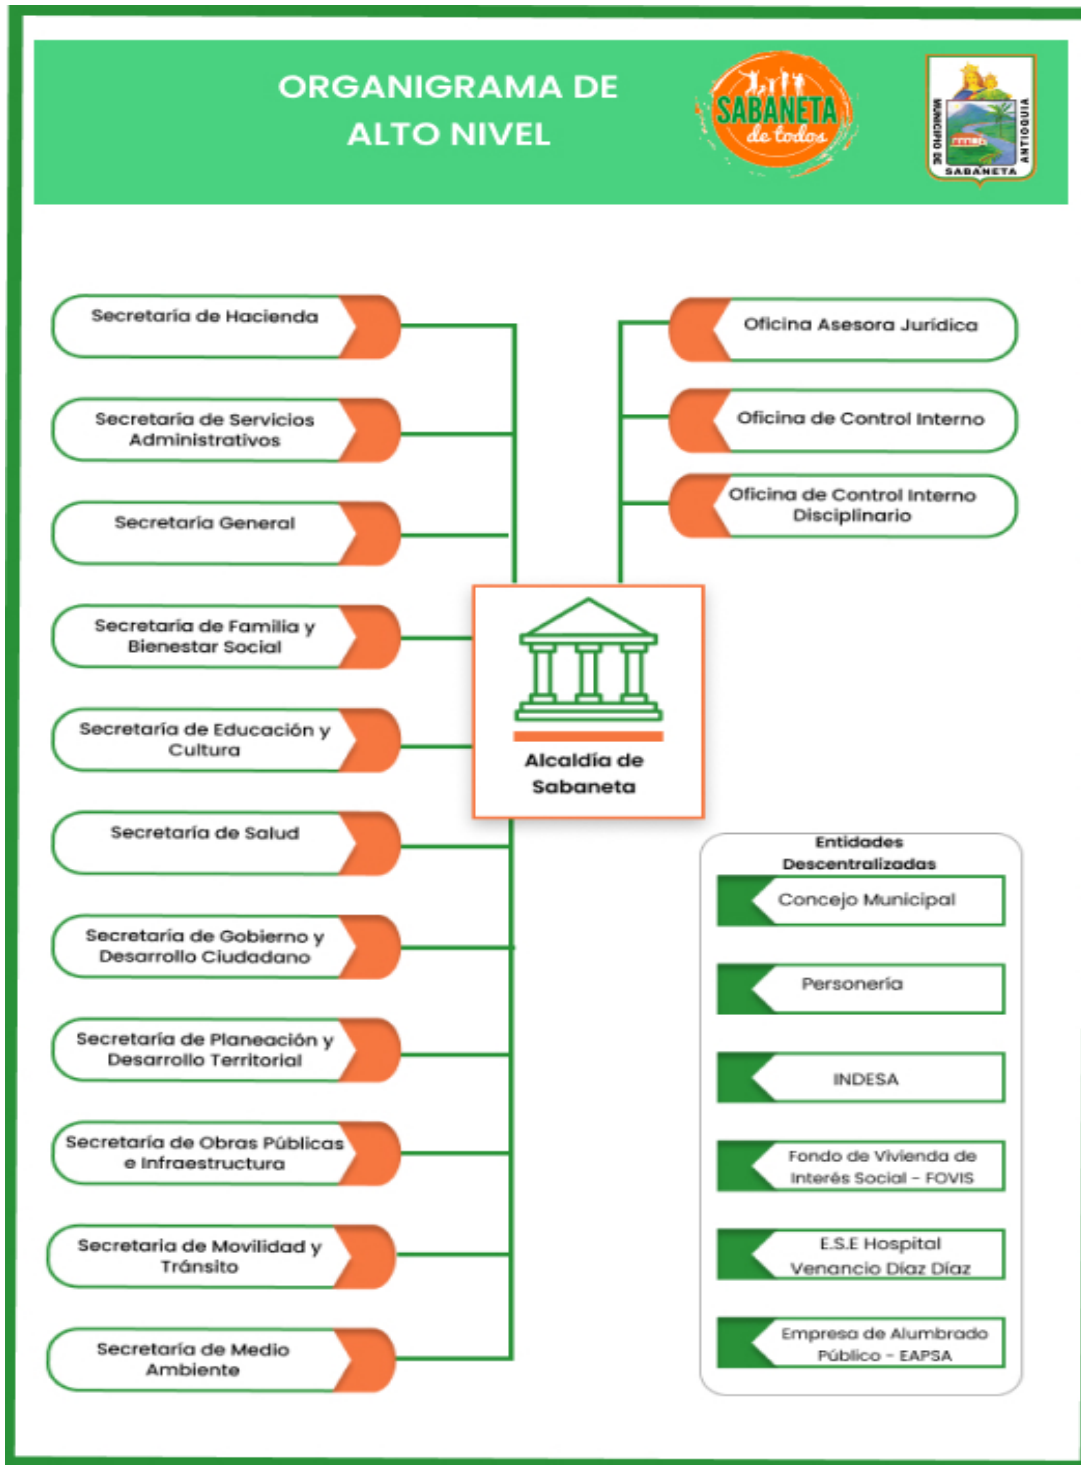 ORGANIGRAMA DE
ALTO NIVEL
SABANETA
de todos
MUNICIPIO DE
SABANETA
ANTIOQUIA
Secretaría de Hacienda
Secretaría de Servicios
Administrativos
Secretaría General
Secretaría de Familia y
Bienestar Social
Secretaría de Educación y
Cultura
Secretaría de Salud
Secretaría de Gobierno y
Desarrollo Ciudadano
Secretaría de Planeación y
Desarrollo Territorial
Secretaría de Obras Públicas
e Infraestructura
Secretaria de Movilidad y
Tránsito
Secretaría de Medio
Ambiente
Oficina Asesora Jurídica
Oficina de Control Interno
Oficina de Control Interno
Disciplinario
Alcaldía de
Sabaneta
Entidades
Descentralizadas
Concejo Municipal
Personería
INDESA
Fondo de Vivienda de
Interés Social - FOVIS
E.S.E Hospital
Venancio Díaz Díaz
Empresa de Alumbrado
Público - EAPSA